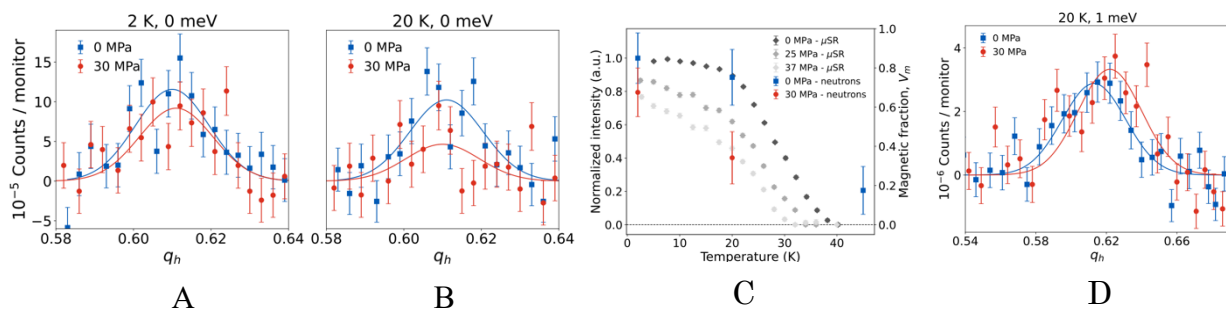 2 K, 0 meV
0 MPa
30 MPa
10⁻⁵ Counts / monitor
15
10
5
0
−5
0.58
0.60
0.62
0.64
q_h
A
20 K, 0 meV
0 MPa
30 MPa
0.58
0.60
0.62
0.64
q_h
B
Normalized intensity (a.u.)
1.0
0.8
0.6
0.4
0.2
0.0
0 MPa - μSR
25 MPa - μSR
37 MPa - μSR
0 MPa - neutrons
30 MPa - neutrons
1.0
0.8
0.6
0.4
0.2
0.0
Magnetic fraction, V_m
0
10
20
30
40
Temperature (K)
C
20 K, 1 meV
0 MPa
30 MPa
10⁻⁶ Counts / monitor
4
2
0
0.54
0.58
0.62
0.66
q_h
D